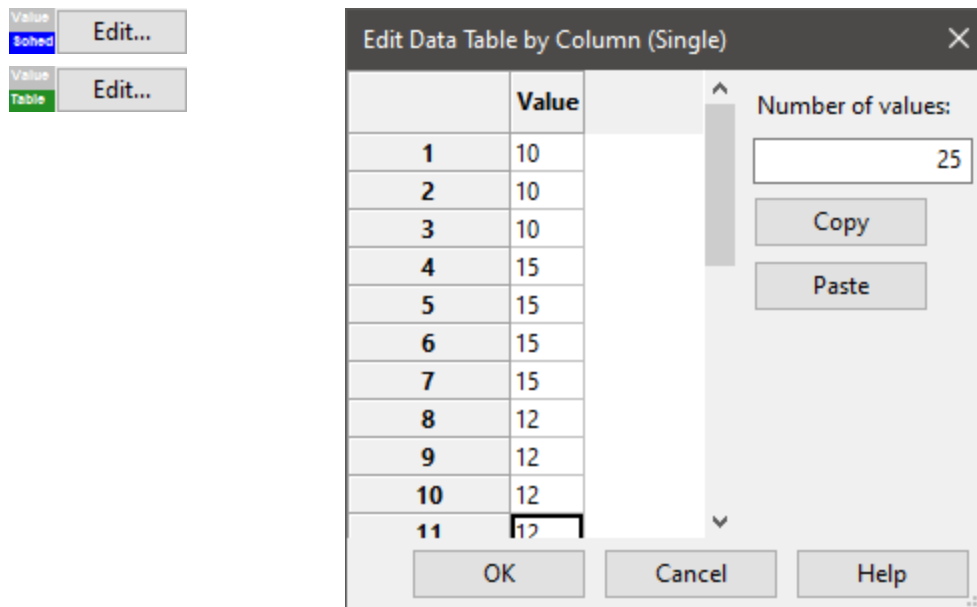 Value
Sched
Edit...
Value
Table
Edit...
Edit Data Table by Column (Single)
Value
1 10
2 10
3 10
4 15
5 15
6 15
7 15
8 12
9 12
10 12
11 12
Number of values:
25
Copy
Paste
OK Cancel Help